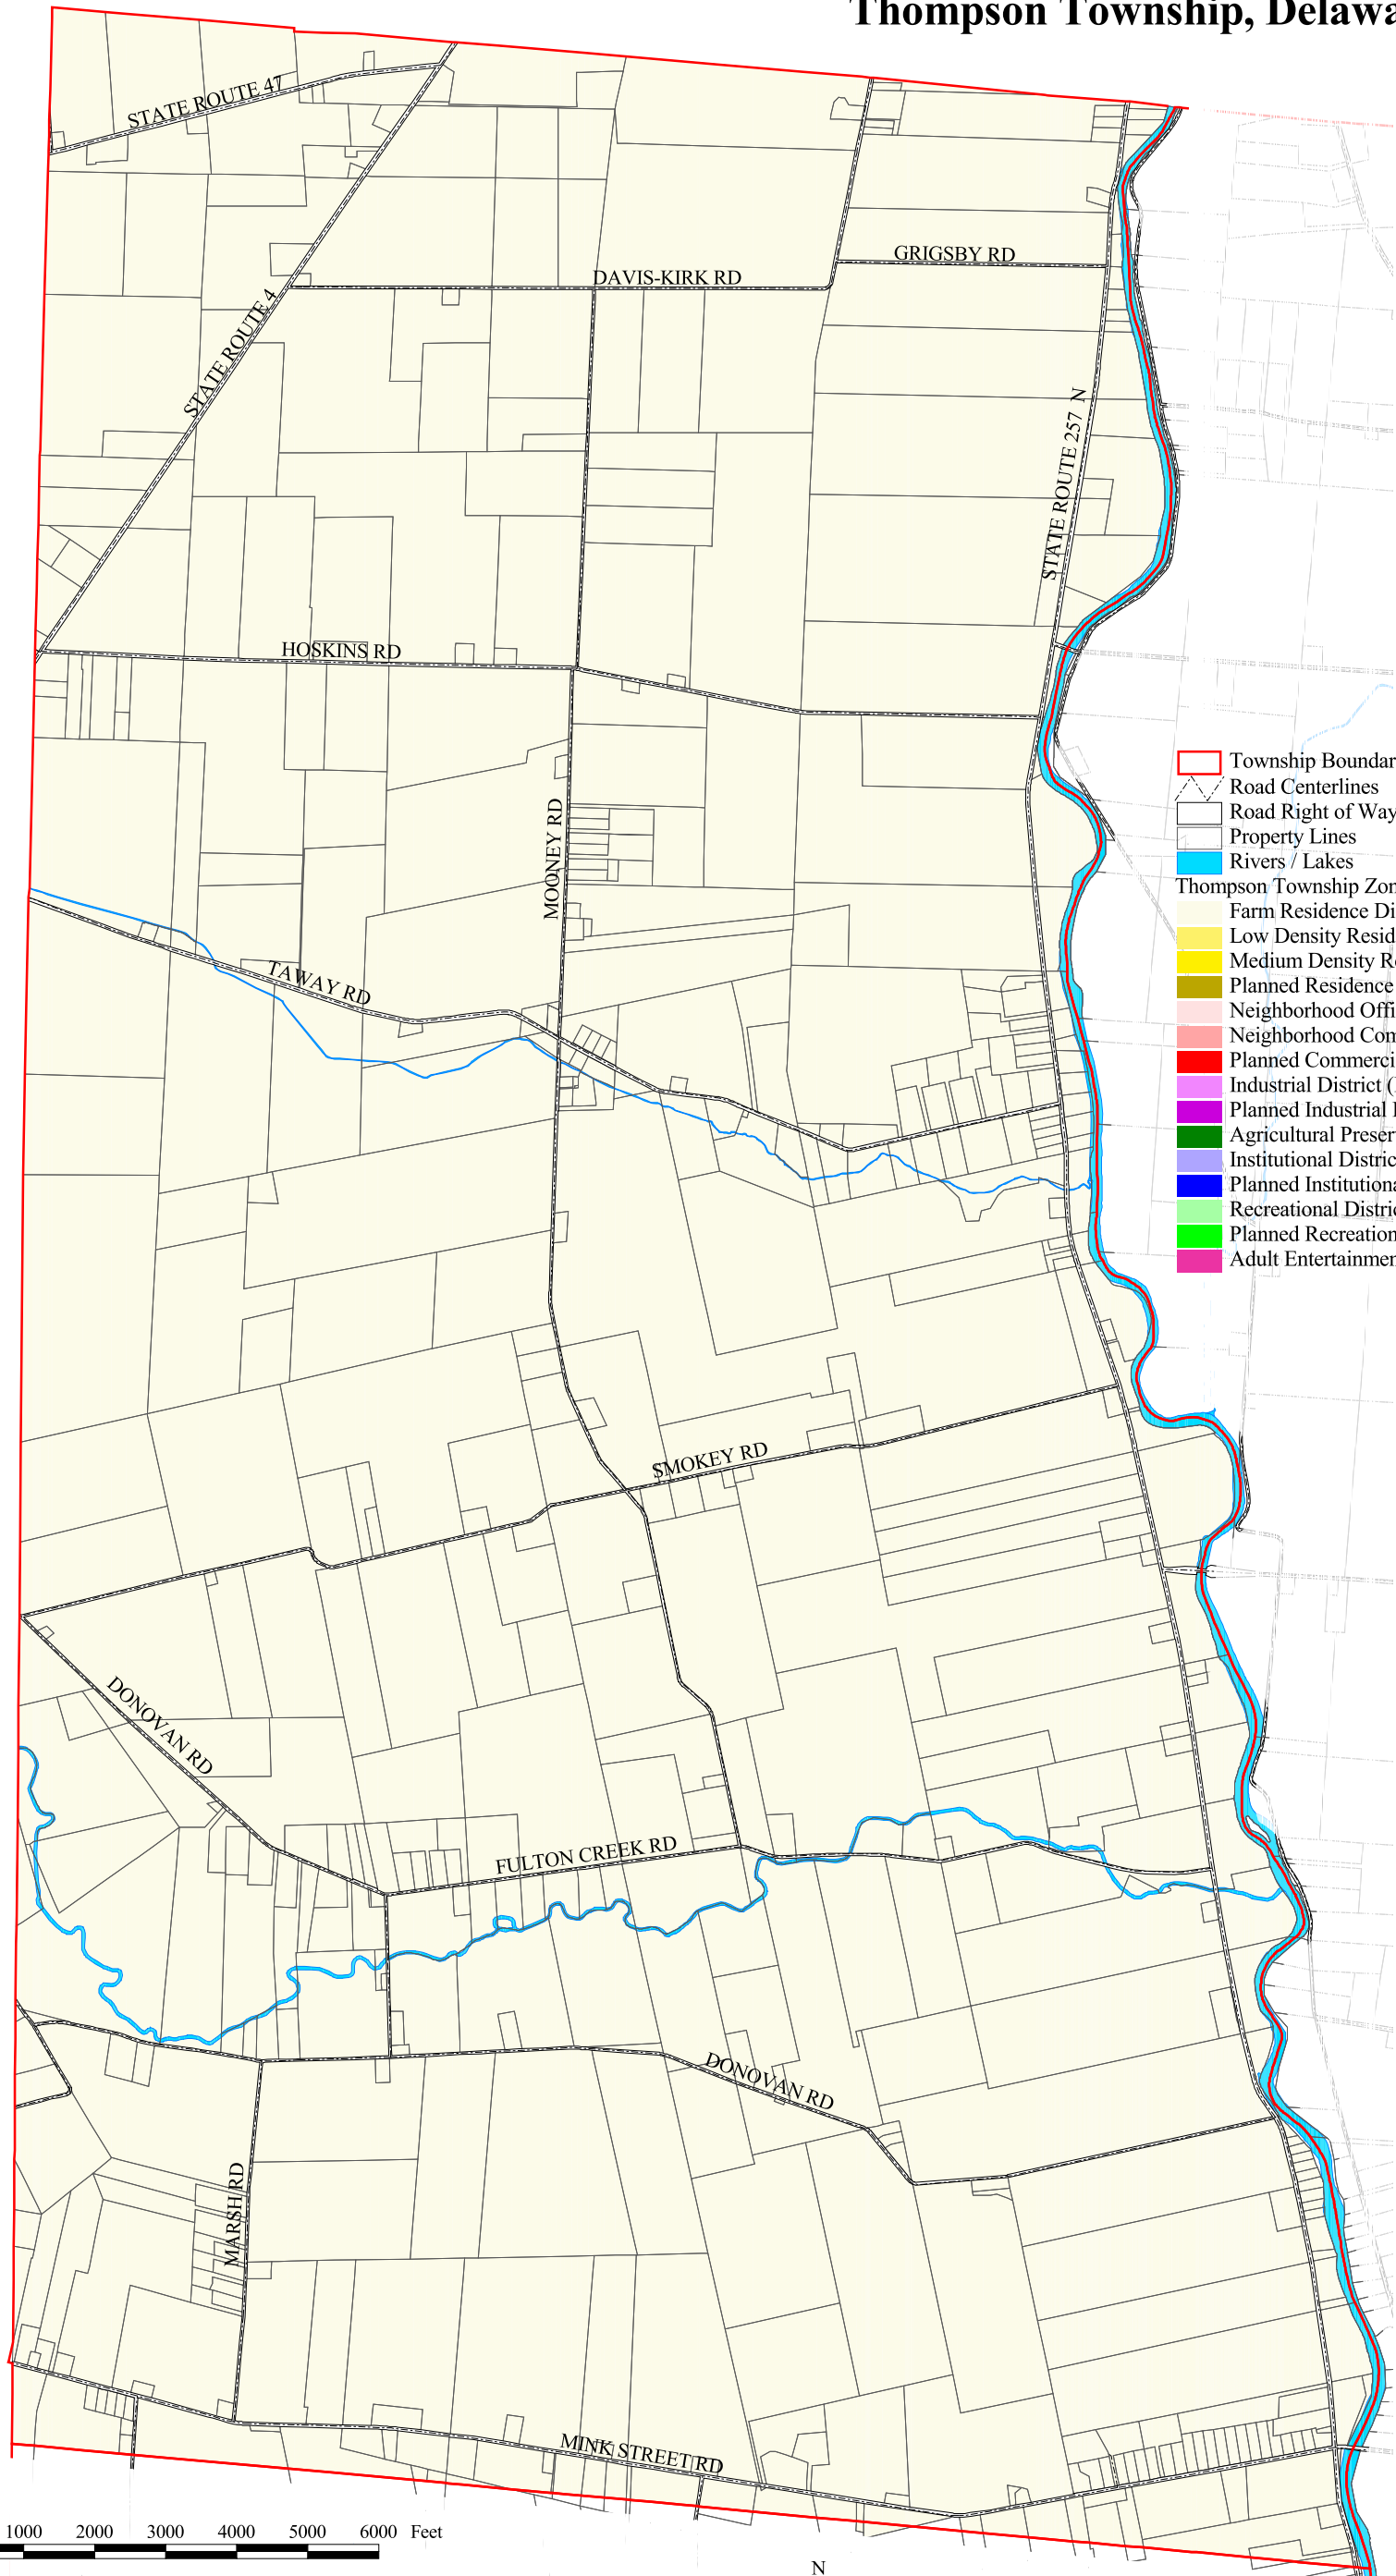 Thompson Township, Delawa
STATE ROUTE 47
GRIGSBY RD
DAVIS-KIRK RD
STATE ROUTE 4
STATE ROUTE 257 N
HOSKINS RD
Township Boundar
Road Centerlines
Road Right of Way
Property Lines
Rivers / Lakes
Thompson Township Zon
Farm Residence Di
Low Density Resid
Medium Density Re
Planned Residence
Neighborhood Offi
Neighborhood Com
Planned Commerci
Industrial District (
Planned Industrial
Agricultural Preser
Institutional Distric
Planned Institutiona
Recreational Distric
Planned Recreation
Adult Entertainmen
MOONEY RD
TAWAY RD
SMOKEY RD
DONOVAN RD
FULTON CREEK RD
DONOVAN RD
MARSH RD
MINK STREET RD
1000 2000 3000 4000 5000 6000 Feet
N